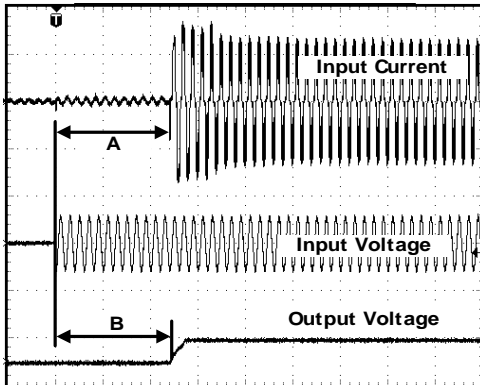 T
Input Current
A
Input Voltage
B
Output Voltage